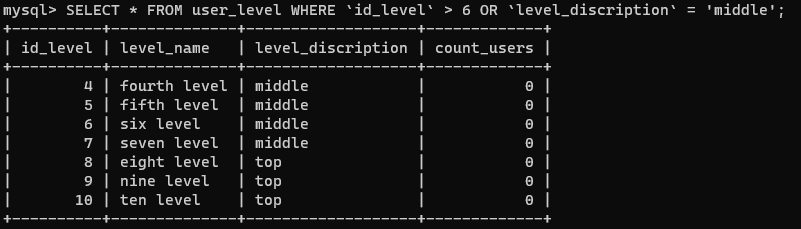 mysql> SELECT * FROM user_level WHERE `id_level` > 6 OR `level_discription` = 'middle';
+----------+--------------+-------------------+-------------+
| id_level | level_name   | level_discription | count_users |
+----------+--------------+-------------------+-------------+
|        4 | fourth level | middle            |           0 |
|        5 | fifth level  | middle            |           0 |
|        6 | six level    | middle            |           0 |
|        7 | seven level  | middle            |           0 |
|        8 | eight level  | top               |           0 |
|        9 | nine level   | top               |           0 |
|       10 | ten level    | top               |           0 |
+----------+--------------+-------------------+-------------+